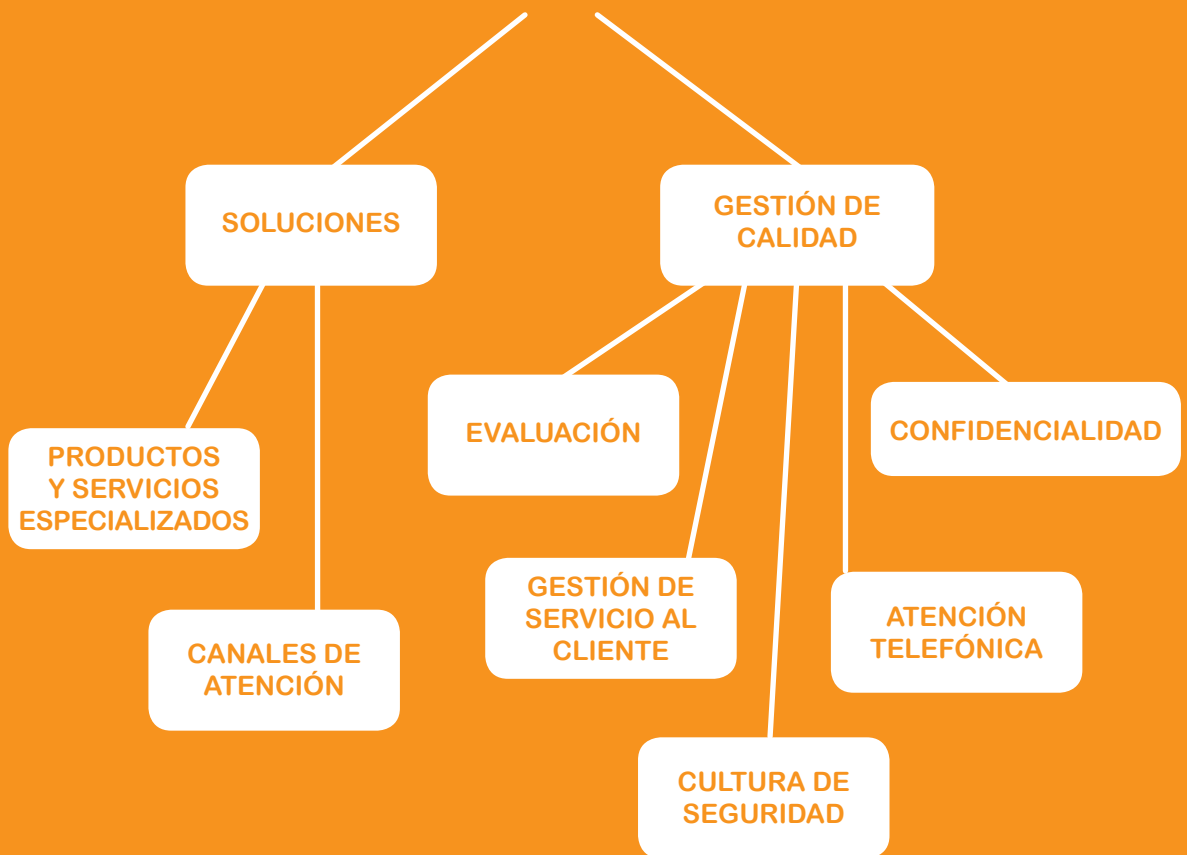 SOLUCIONES
GESTIÓN DE
CALIDAD
PRODUCTOS
Y SERVICIOS
ESPECIALIZADOS
CANALES DE
ATENCIÓN
EVALUACIÓN
GESTIÓN DE
SERVICIO AL
CLIENTE
CULTURA DE
SEGURIDAD
ATENCIÓN
TELEFÓNICA
CONFIDENCIALIDAD